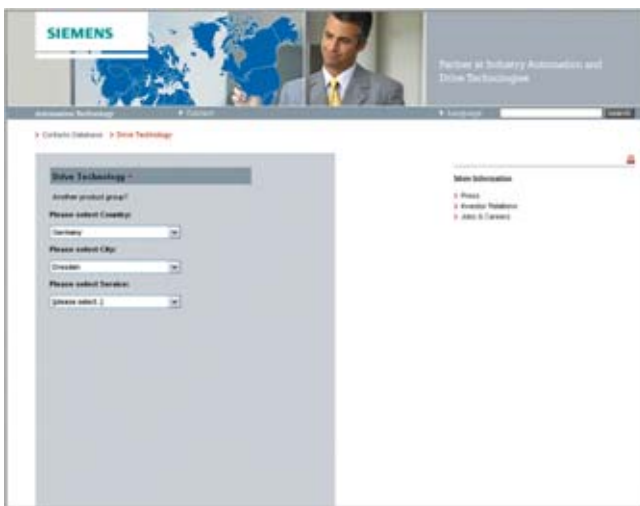 SIEMENS
Partner at Industry Automation and
Drive Technologies
Automation Technology
Contact
Language
Search
Contacts Database
Drive Technology
Drive Technology
Another product group?
Please select Country:
Germany
Please select City:
Dresden
Please select Service:
(please select..)
More Information
Press
Investor Relations
Jobs & Careers